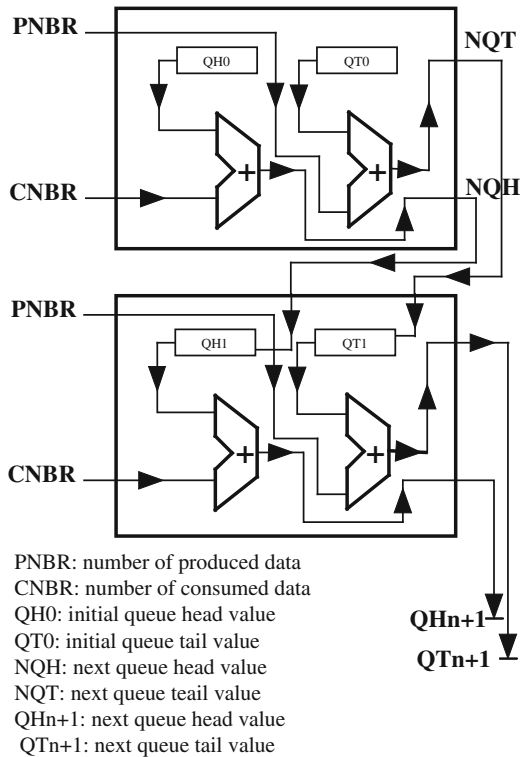 PNBR
NQT
QH0
QT0
+
+
CNBR
NQH
PNBR
QH1
QT1
+
+
CNBR
PNBR: number of produced data
CNBR: number of consumed data
QH0: initial queue head value
QT0: initial queue tail value
NQH: next queue head value
NQT: next queue teail value
QHn+1: next queue head value
QTn+1: next queue tail value
QHn+1
QTn+1